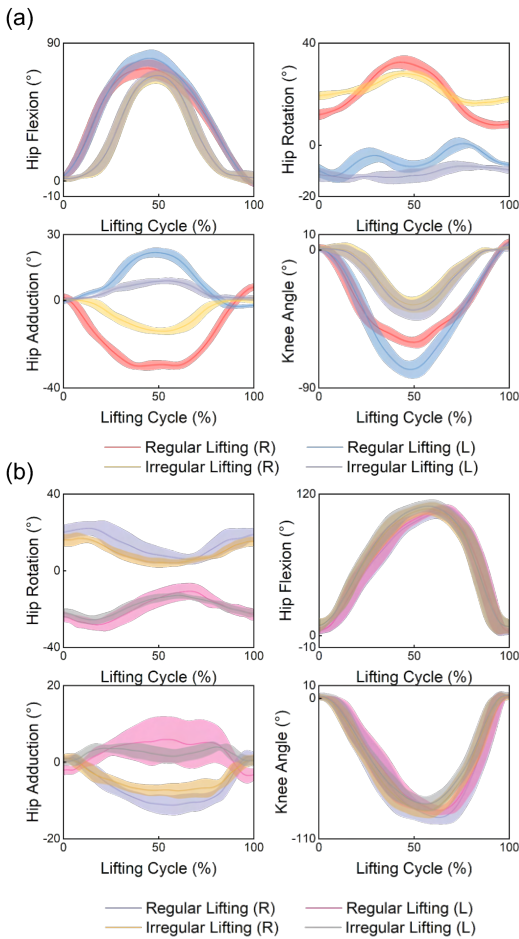 (a)
90
0
-10
Hip Flexion (°)
0 50 100
Lifting Cycle (%)
40
0
-20
Hip Rotation (°)
0 50 100
Lifting Cycle (%)
30
0
-40
Hip Adduction (°)
0 50 100
Lifting Cycle (%)
10
0
-90
Knee Angle (°)
0 50 100
Lifting Cycle (%)
Regular Lifting (R) Regular Lifting (L)
Irregular Lifting (R) Irregular Lifting (L)
(b)
40
0
-40
Hip Rotation (°)
0 50 100
Lifting Cycle (%)
120
0
-10
Hip Flexion (°)
0 50 100
Lifting Cycle (%)
20
0
-20
Hip Adduction (°)
0 50 100
Lifting Cycle (%)
10
0
-110
Knee Angle (°)
0 50 100
Lifting Cycle (%)
Regular Lifting (R) Regular Lifting (L)
Irregular Lifting (R) Irregular Lifting (L)